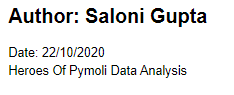 Author: Saloni Gupta
Date: 22/10/2020
Heroes Of Pymoli Data Analysis